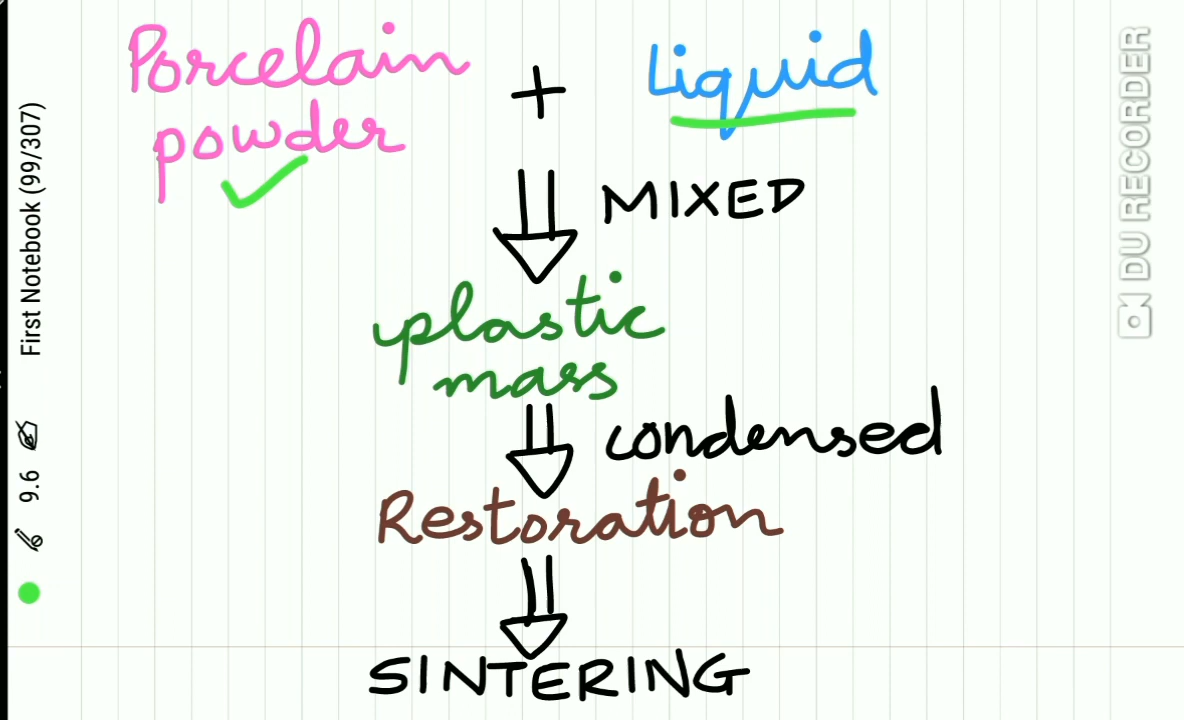 Porcelain + Liquid
powder
MIXED
plastic
mass
condensed
Restoration
SINTERING
First Notebook (99/307)
9.6
DU RECORDER